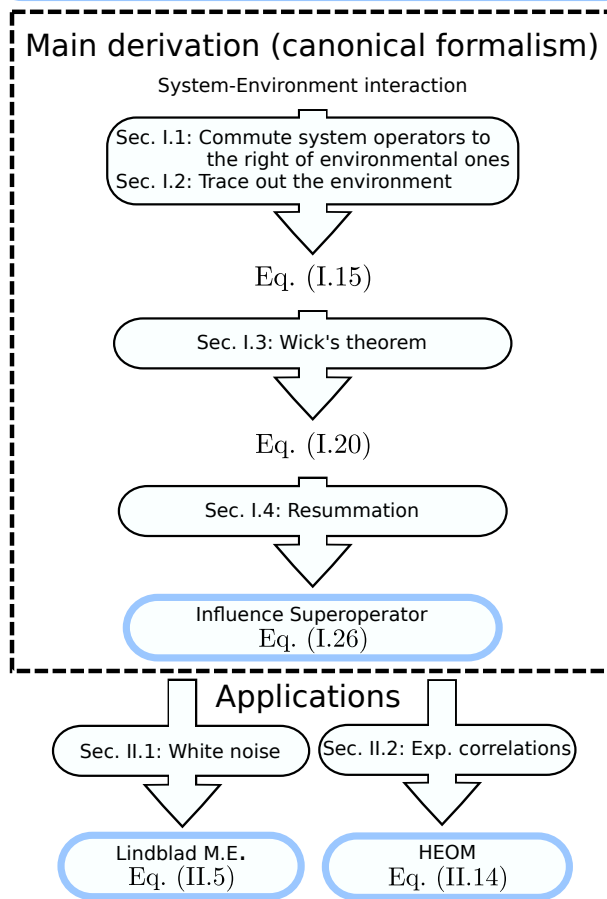 Main derivation (canonical formalism)
System-Environment interaction
Sec. I.1: Commute system operators to
the right of environmental ones
Sec. I.2: Trace out the environment
Eq. (I.15)
Sec. I.3: Wick's theorem
Eq. (I.20)
Sec. I.4: Resummation
Influence Superoperator
Eq. (I.26)
Applications
Sec. II.1: White noise
Sec. II.2: Exp. correlations
Lindblad M.E.
Eq. (II.5)
HEOM
Eq. (II.14)